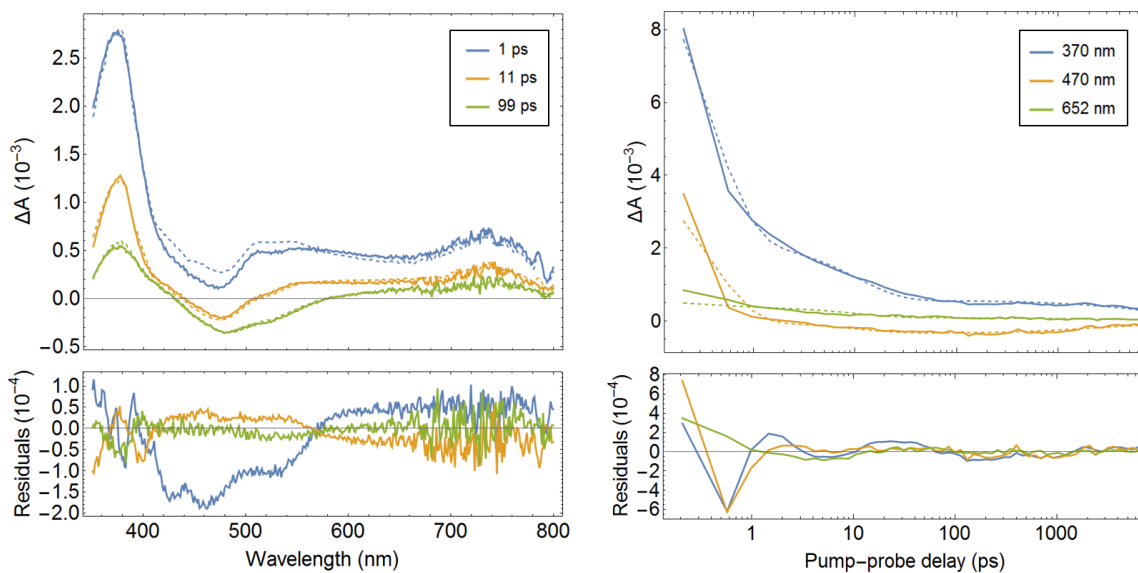 1 ps
11 ps
99 ps
ΔA (10⁻³)
2.5
2.0
1.5
1.0
0.5
0.0
−0.5
Residuals (10⁻⁴)
1.0
0.5
0.0
−0.5
−1.0
−1.5
−2.0
400 500 600 700 800
Wavelength (nm)
370 nm
470 nm
652 nm
ΔA (10⁻³)
8
6
4
2
0
Residuals (10⁻⁴)
8
6
4
2
0
−2
−4
−6
1 10 100 1000
Pump−probe delay (ps)